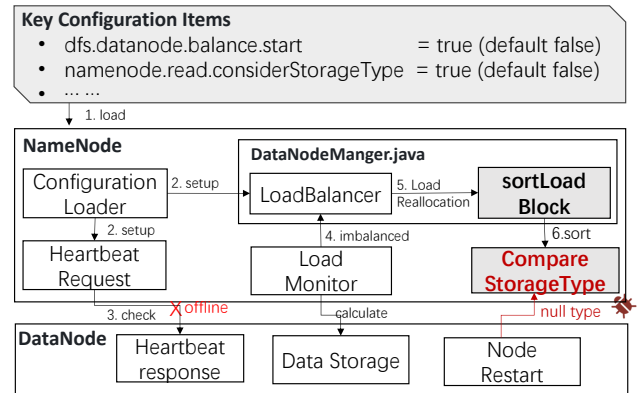 Key Configuration Items
• dfs.datanode.balance.start = true (default false)
• namenode.read.considerStorageType = true (default false)
• ... ...
1. load
NameNode
DataNodeManger.java
Configuration
Loader
2. setup
LoadBalancer
5. Load
Reallocation
sortLoad
Block
2. setup
4. imbalanced
6.sort
Heartbeat
Request
Load
Monitor
Compare
StorageType
3. check
X offline
calculate
null type
DataNode
Heartbeat
response
Data Storage
Node
Restart